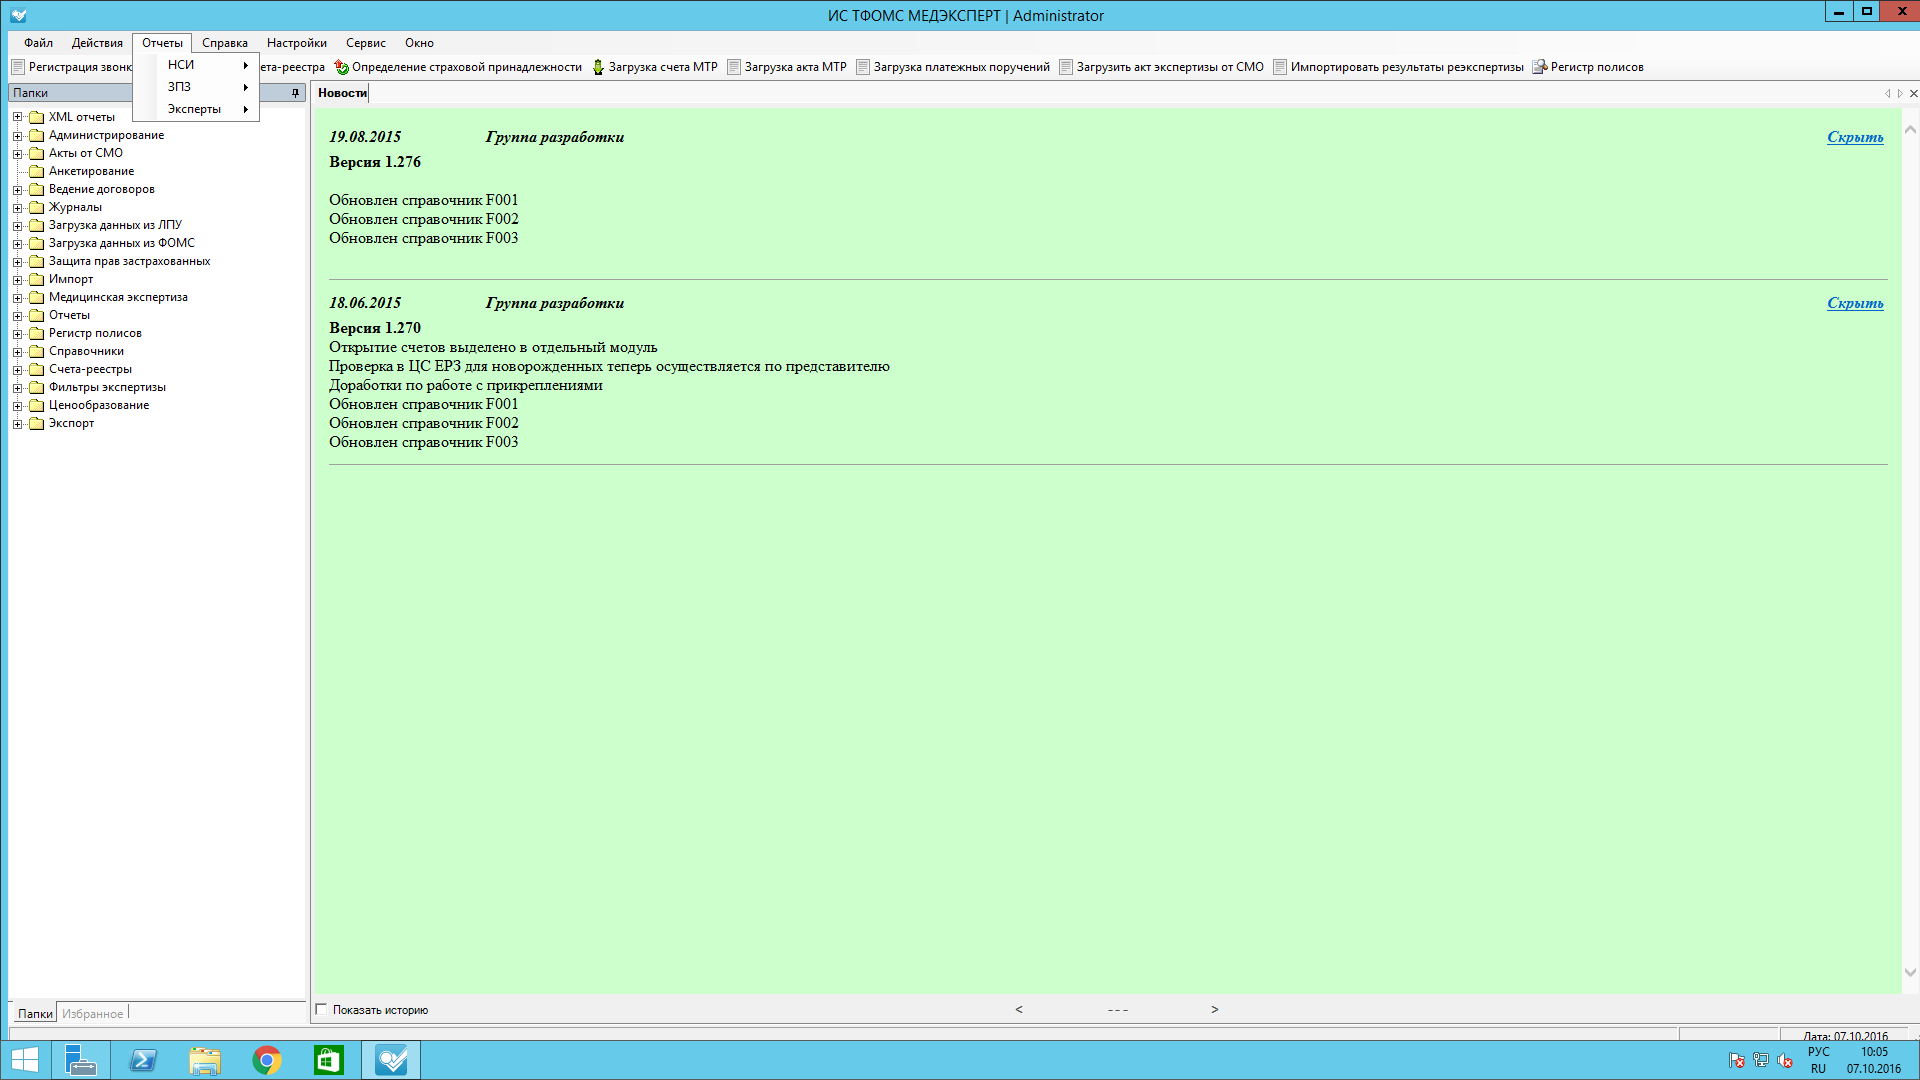 ИС ТФОМС МЕДЭКСПЕРТ | Administrator
Файл Действия Отчеты Справка Настройки Сервис Окно
Регистрация звонк ета-реестра Определение страховой принадлежности Загрузка счета МТР Загрузка акта МТР Загрузка платежных поручений Загрузить акт экспертизы от СМО Импортировать результаты реэкспертизы Регистр полисов
НСИ
ЗПЗ
Эксперты
Папки
XML отчеты
Администрирование
Акты от СМО
Анкетирование
Ведение договоров
Журналы
Загрузка данных из ЛПУ
Загрузка данных из ФОМС
Защита прав застрахованных
Импорт
Медицинская экспертиза
Отчеты
Регистр полисов
Справочники
Счета-реестры
Фильтры экспертизы
Ценообразование
Экспорт
Папки Избранное
Новости
19.08.2015 Группа разработки Скрыть
Версия 1.276
Обновлен справочник F001
Обновлен справочник F002
Обновлен справочник F003
18.06.2015 Группа разработки Скрыть
Версия 1.270
Открытие счетов выделено в отдельный модуль
Проверка в ЦС ЕРЗ для новорожденных теперь осуществляется по представителю
Доработки по работе с прикреплениями
Обновлен справочник F001
Обновлен справочник F002
Обновлен справочник F003
Показать историю < --- >
Дата: 07.10.2016
РУС 10:05
RU 07.10.2016